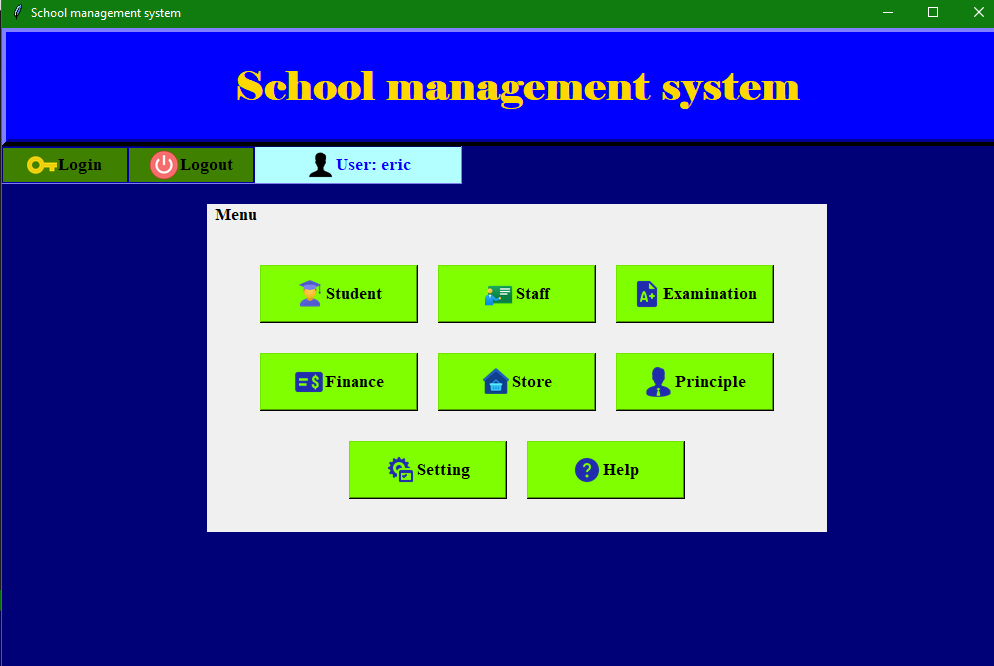 School management system
School management system
Login Logout User: eric
Menu
Student Staff A+ Examination
$ Finance Store Principle
Setting ? Help